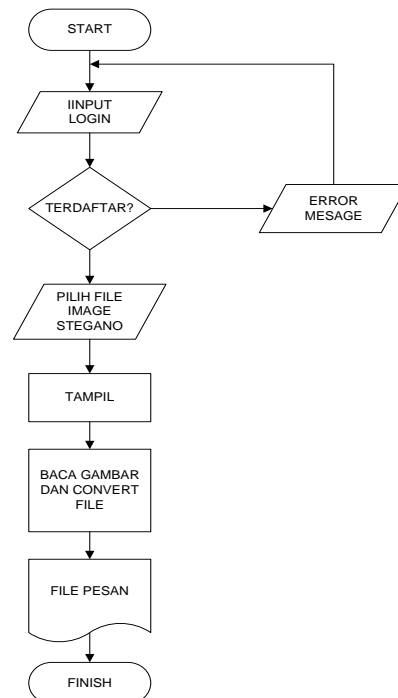 START
IINPUT
LOGIN
TERDAFTAR?
ERROR
MESAGE
PILIH FILE
IMAGE
STEGANO
TAMPIL
BACA GAMBAR
DAN CONVERT
FILE
FILE PESAN
FINISH